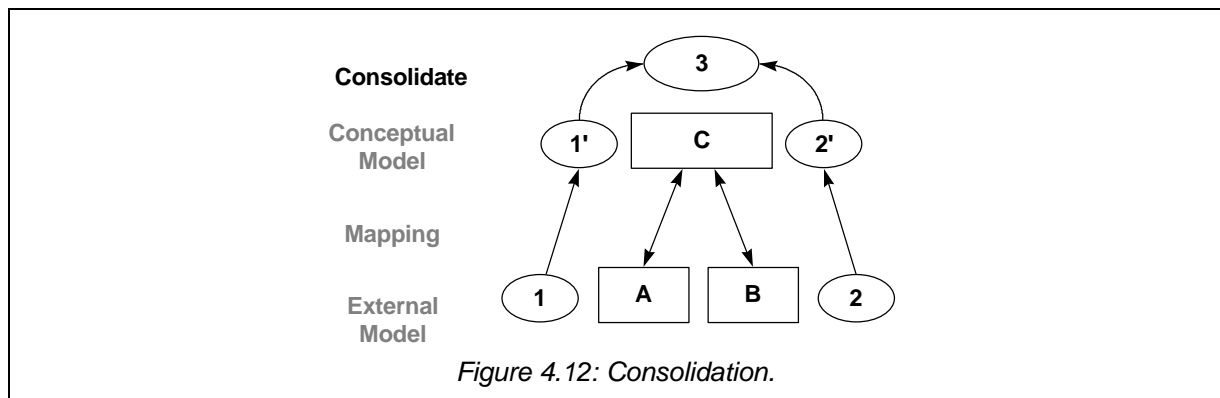 3
Consolidate
Conceptual
Model
1'
C
2'
Mapping
External
Model
1
A
B
2
Figure 4.12: Consolidation.